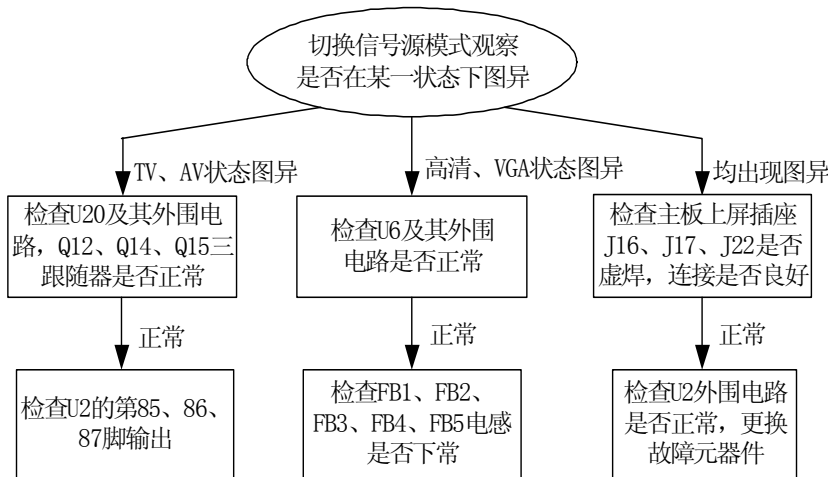 切换信号源模式观察
是否在某一状态下图异
TV、AV状态图异
高清、VGA状态图异
均出现图异
检查U20及其外围电
路，Q12、Q14、Q15三
跟随器是否正常
检查U6及其外围
电路是否正常
检查主板上屏插座
J16、J17、J22是否
虚焊，连接是否良好
正常
正常
正常
检查U2的第85、86、
87脚输出
检查FB1、FB2、
FB3、FB4、FB5电感
是否下常
检查U2外围电路
是否正常，更换
故障元器件